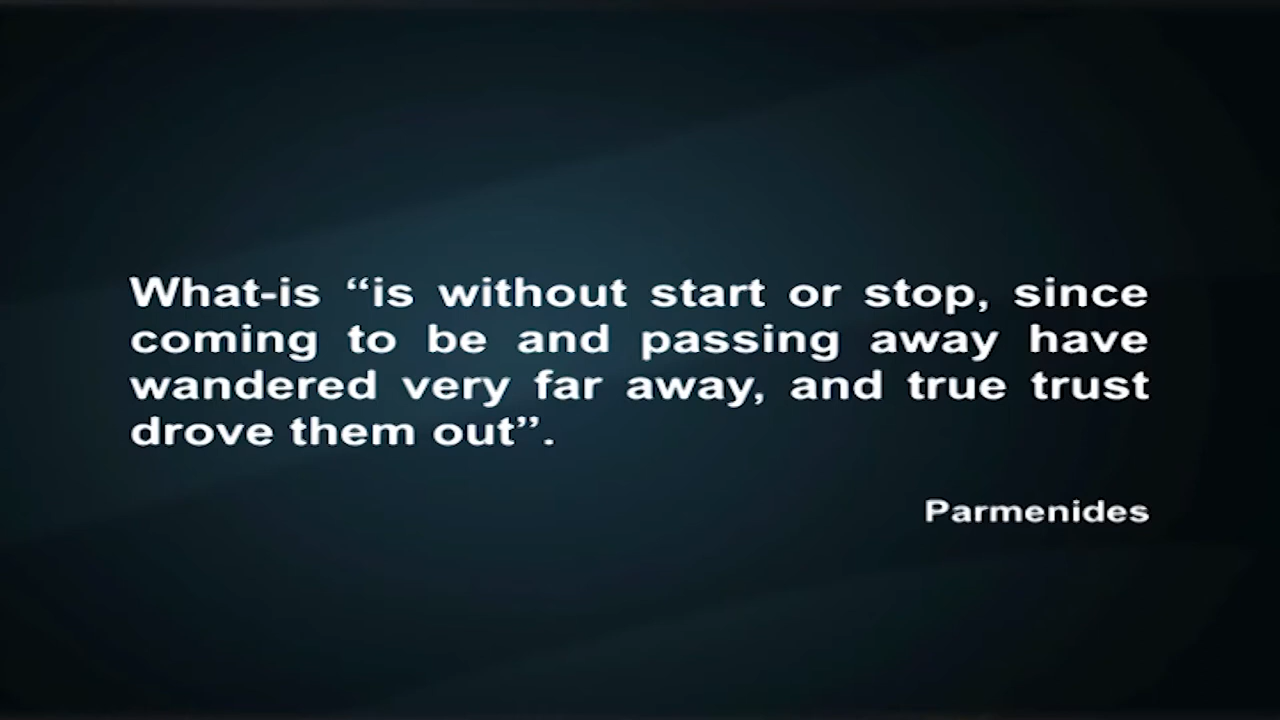 What-is “is without start or stop, since
coming to be and passing away have
wandered very far away, and true trust
drove them out”.
Parmenides